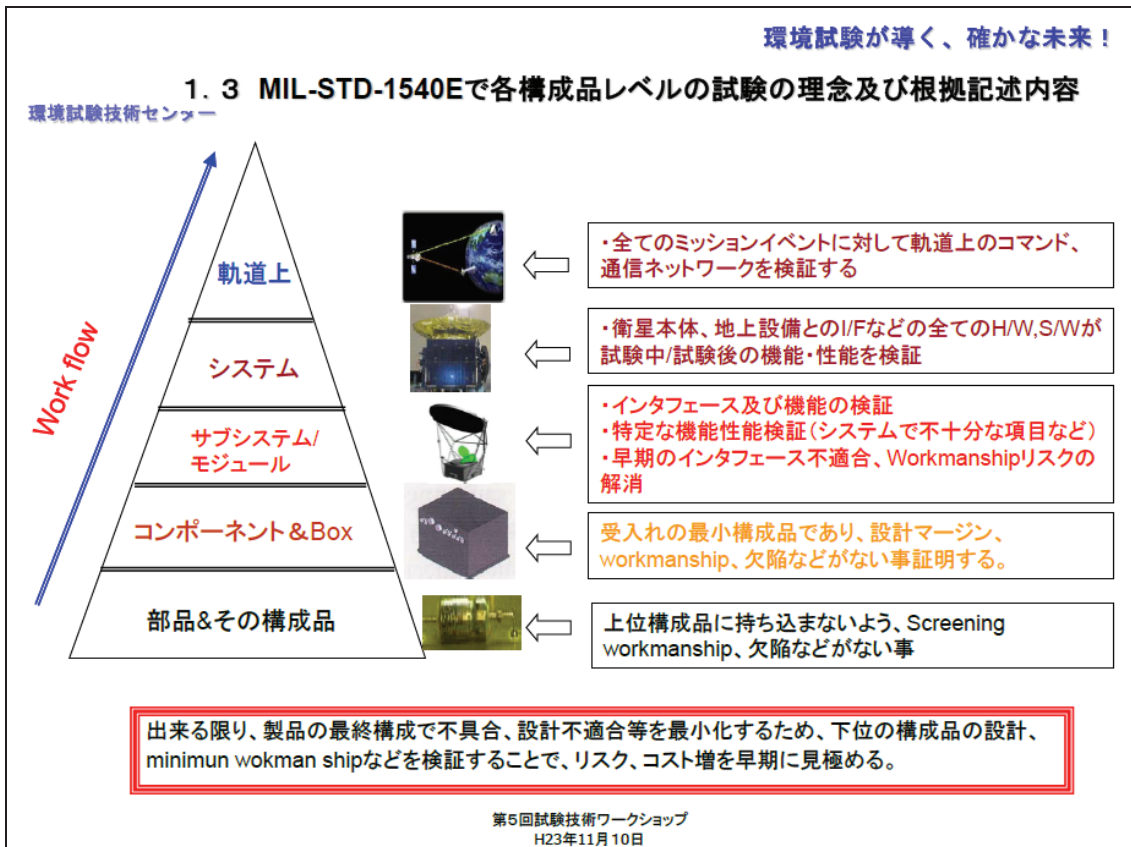 環境試験が導く、確かな未来！
１．３ MIL-STD-1540Eで各構成品レベルの試験の理念及び根拠記述内容
環境試験技術センター
Work flow
軌道上
・全てのミッションイベントに対して軌道上のコマンド、
通信ネットワークを検証する
システム
・衛星本体、地上設備とのI/Fなどの全てのH/W,S/Wが
試験中/試験後の機能・性能を検証
サブシステム/
モジュール
・インタフェース及び機能の検証
・特定な機能性能検証（システムで不十分な項目など）
・早期のインタフェース不適合、Workmanshipリスクの
解消
コンポーネント＆Box
受入れの最小構成品であり、設計マージン、
workmanship、欠陥などがない事証明する。
部品&その構成品
上位構成品に持ち込まないよう、Screening
workmanship、欠陥などがない事
出来る限り、製品の最終構成で不具合、設計不適合等を最小化するため、下位の構成品の設計、
minimun wokman shipなどを検証することで、リスク、コスト増を早期に見極める。
第５回試験技術ワークショップ
H23年11月10日